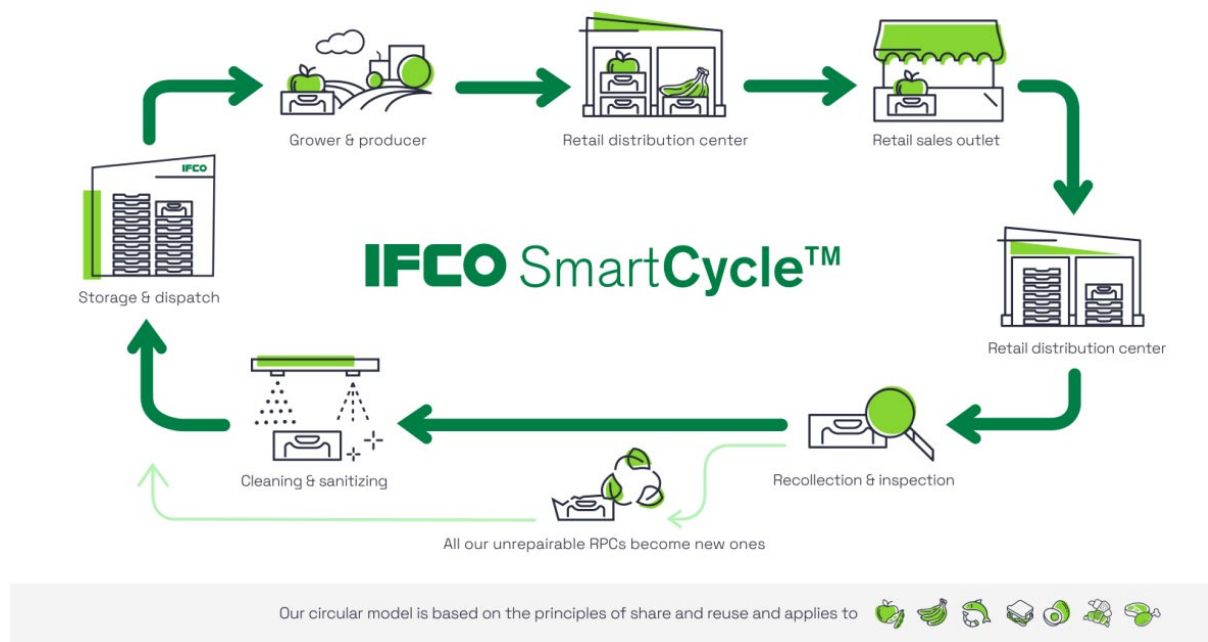 Grower & producer
Retail distribution center
Retail sales outlet
IFCO
Storage & dispatch
IFCO SmartCycle™
Retail distribution center
Cleaning & sanitizing
Recollection & inspection
All our unrepairable RPCs become new ones
Our circular model is based on the principles of share and reuse and applies to